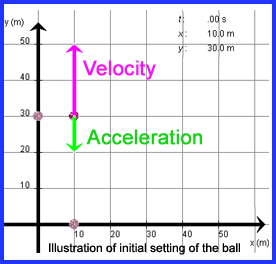 y (m)
t: .00 s
x: 10.0 m
y: 30.0 m
50
Velocity
40
30
Acceleration
20
10
10 20 30 40 50
x (m)
Illustration of initial setting of the ball